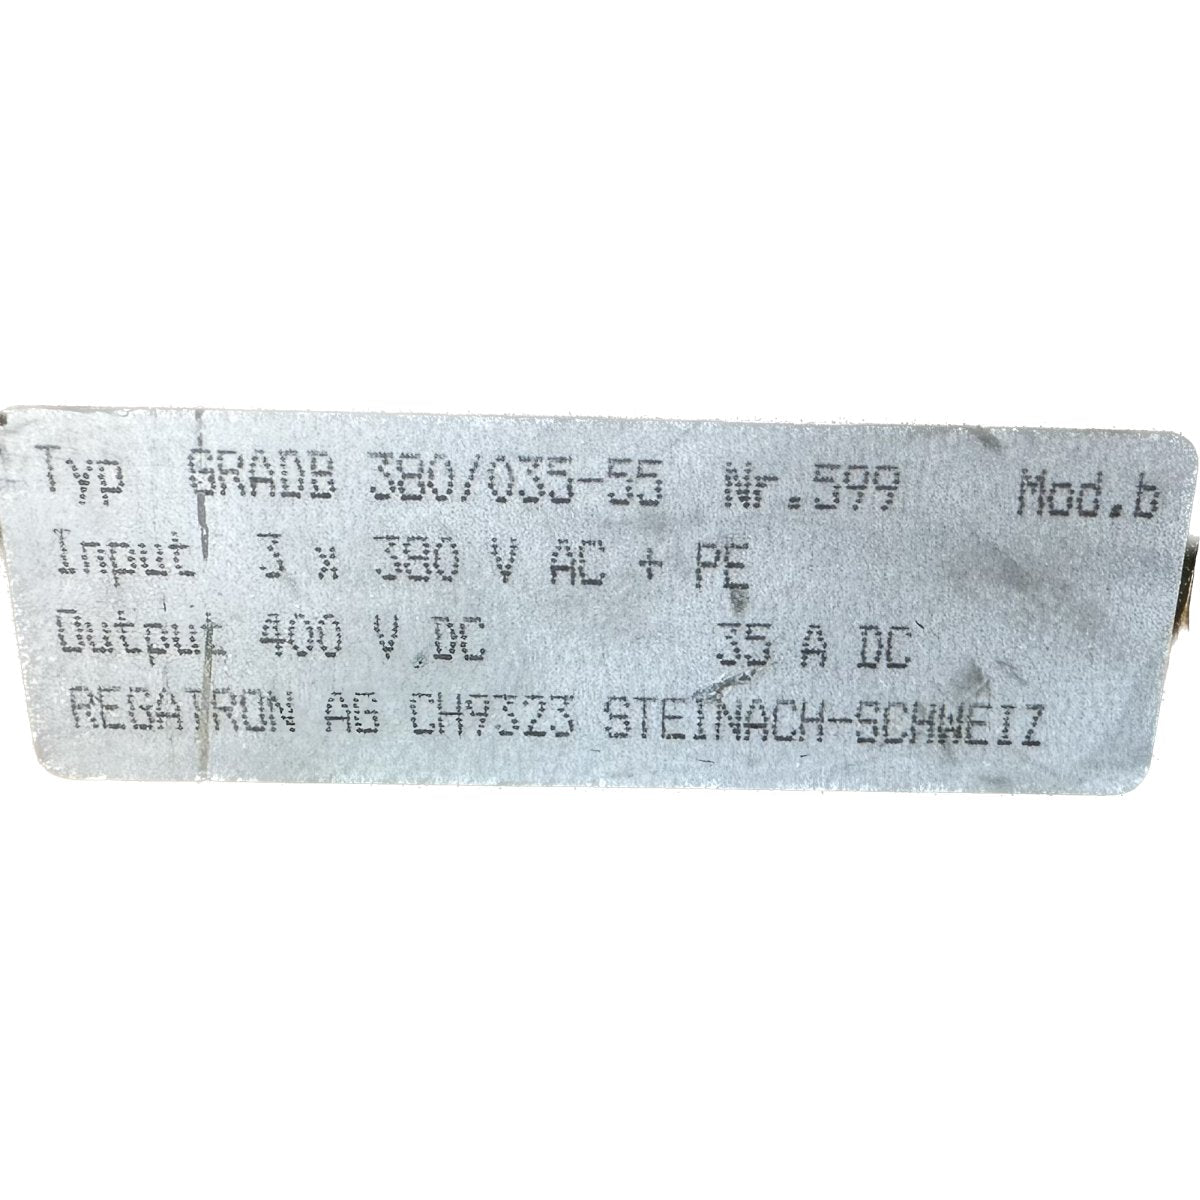 Typ GRADB 380/035-55 Nr.599 Mod.b
Input 3 x 380 V AC + PE
Output 400 V DC 35 A DC
REGATRON AG CH9323 STEINACH-SCHWEIZ